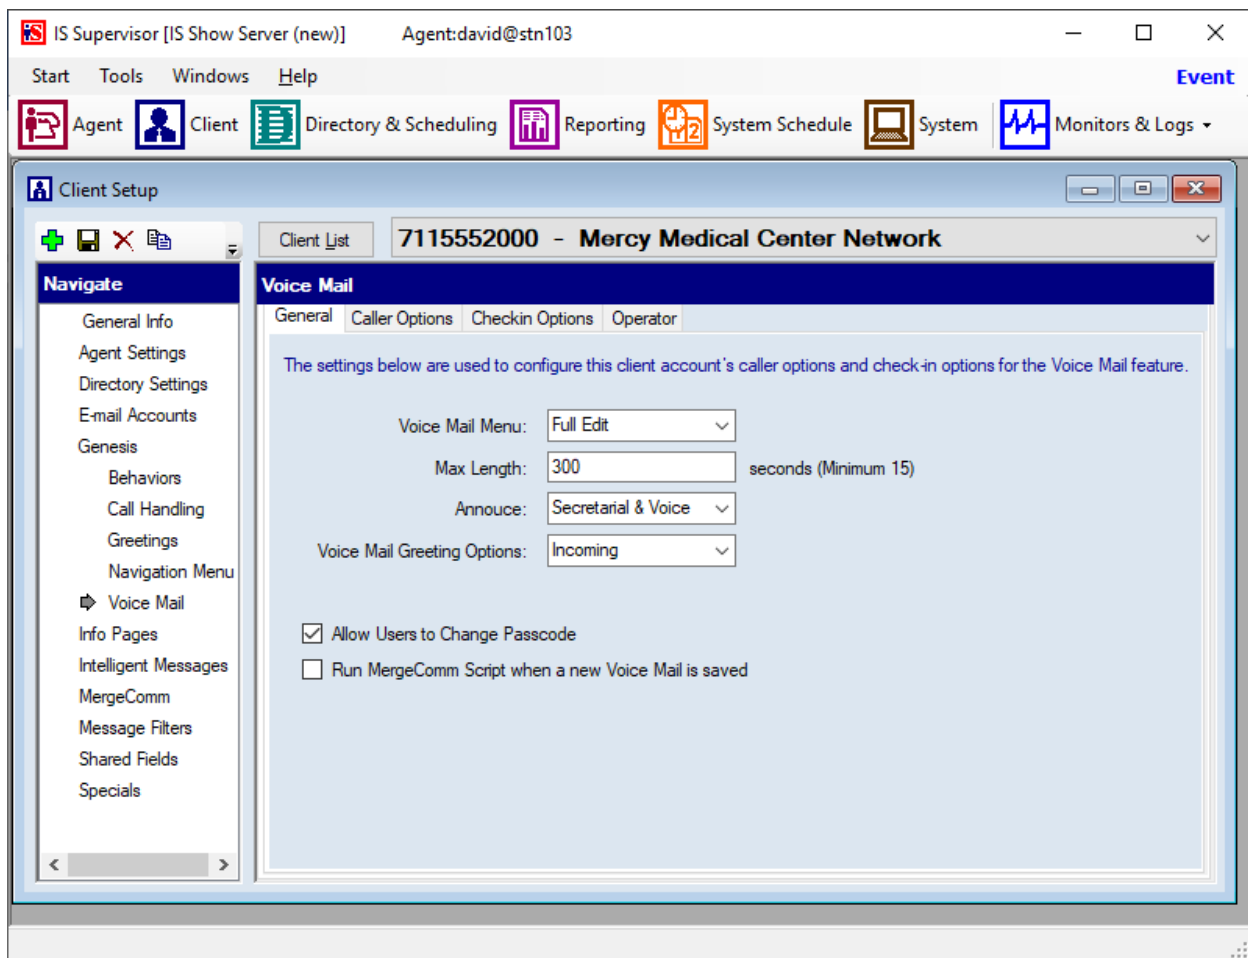 IS Supervisor [IS Show Server (new)] Agent:david@stn103
Start Tools Windows Help Event
Agent Client Directory & Scheduling Reporting System Schedule System Monitors & Logs
Client Setup
Client List 7115552000 - Mercy Medical Center Network
Navigate
General Info
Agent Settings
Directory Settings
E-mail Accounts
Genesis
Behaviors
Call Handling
Greetings
Navigation Menu
Voice Mail
Info Pages
Intelligent Messages
MergeComm
Message Filters
Shared Fields
Specials
Voice Mail
General Caller Options Checkin Options Operator
The settings below are used to configure this client account's caller options and check-in options for the Voice Mail feature.
Voice Mail Menu: Full Edit
Max Length: 300 seconds (Minimum 15)
Annouce: Secretarial & Voice
Voice Mail Greeting Options: Incoming
Allow Users to Change Passcode
Run MergeComm Script when a new Voice Mail is saved